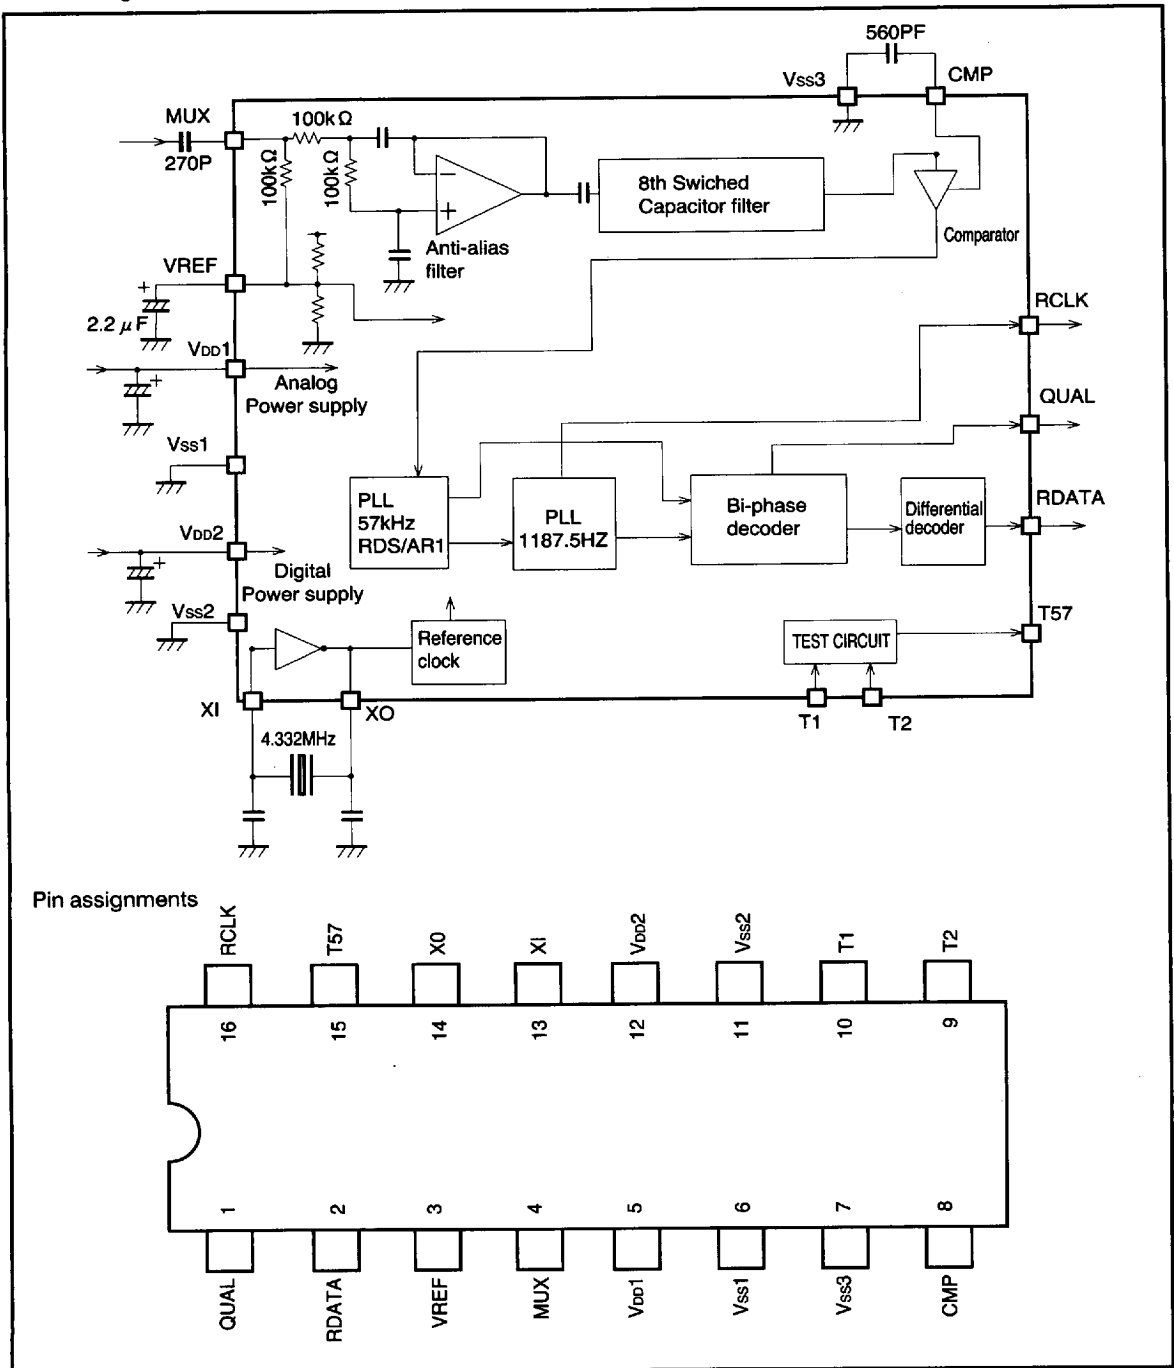 560PF
Vss3
CMP
MUX
100kΩ
270P
100kΩ
100kΩ
8th Swiched
Capacitor filter
Anti-alias
filter
Comparator
VREF
+
2.2 μF
RCLK
VDD1
+
Analog
Power supply
QUAL
Vss1
PLL
57kHz
RDS/AR1
PLL
1187.5HZ
Bi-phase
decoder
Differential
decoder
RDATA
VDD2
+
Digital
Power supply
Vss2
T57
Reference
clock
TEST CIRCUIT
XI
XO
T1
T2
4.332MHz
Pin assignments
RCLK
T57
X0
XI
VDD2
Vss2
T1
T2
16
15
14
13
12
11
10
9
1
2
3
4
5
6
7
8
QUAL
RDATA
VREF
MUX
VDD1
Vss1
Vss3
CMP